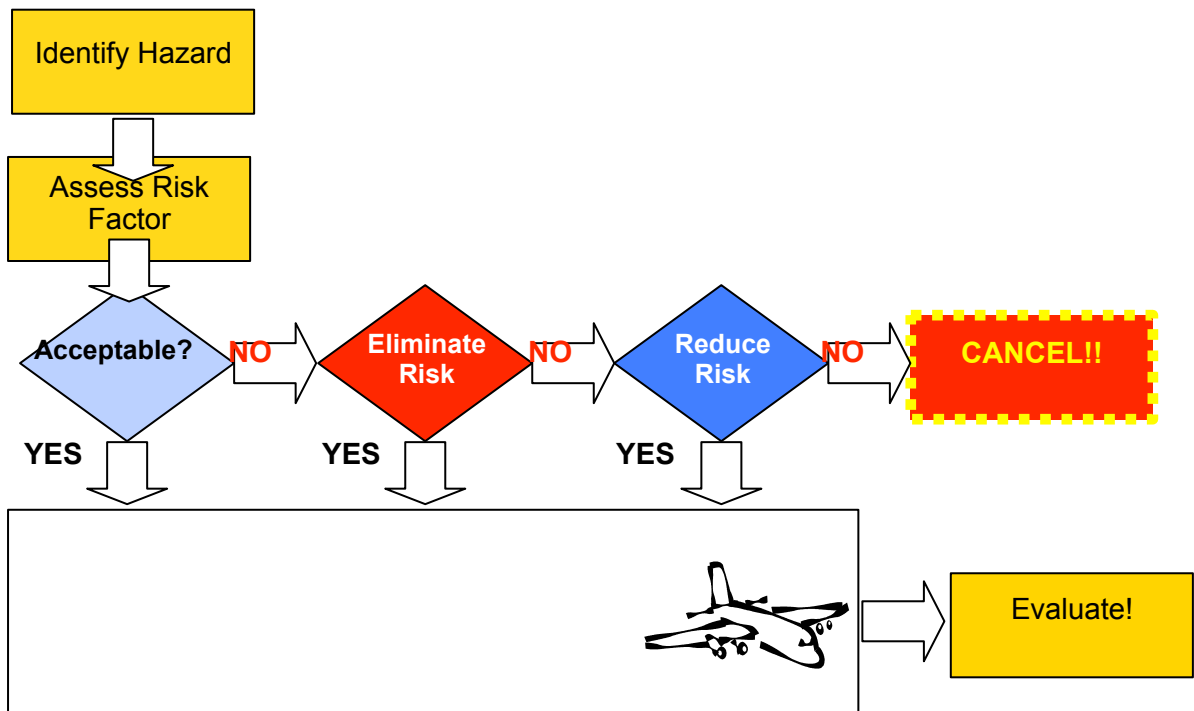 Identify Hazard
Assess Risk
Factor
Acceptable?
NO
Eliminate
Risk
NO
Reduce
Risk
NO
CANCEL!!
YES
YES
YES
Evaluate!